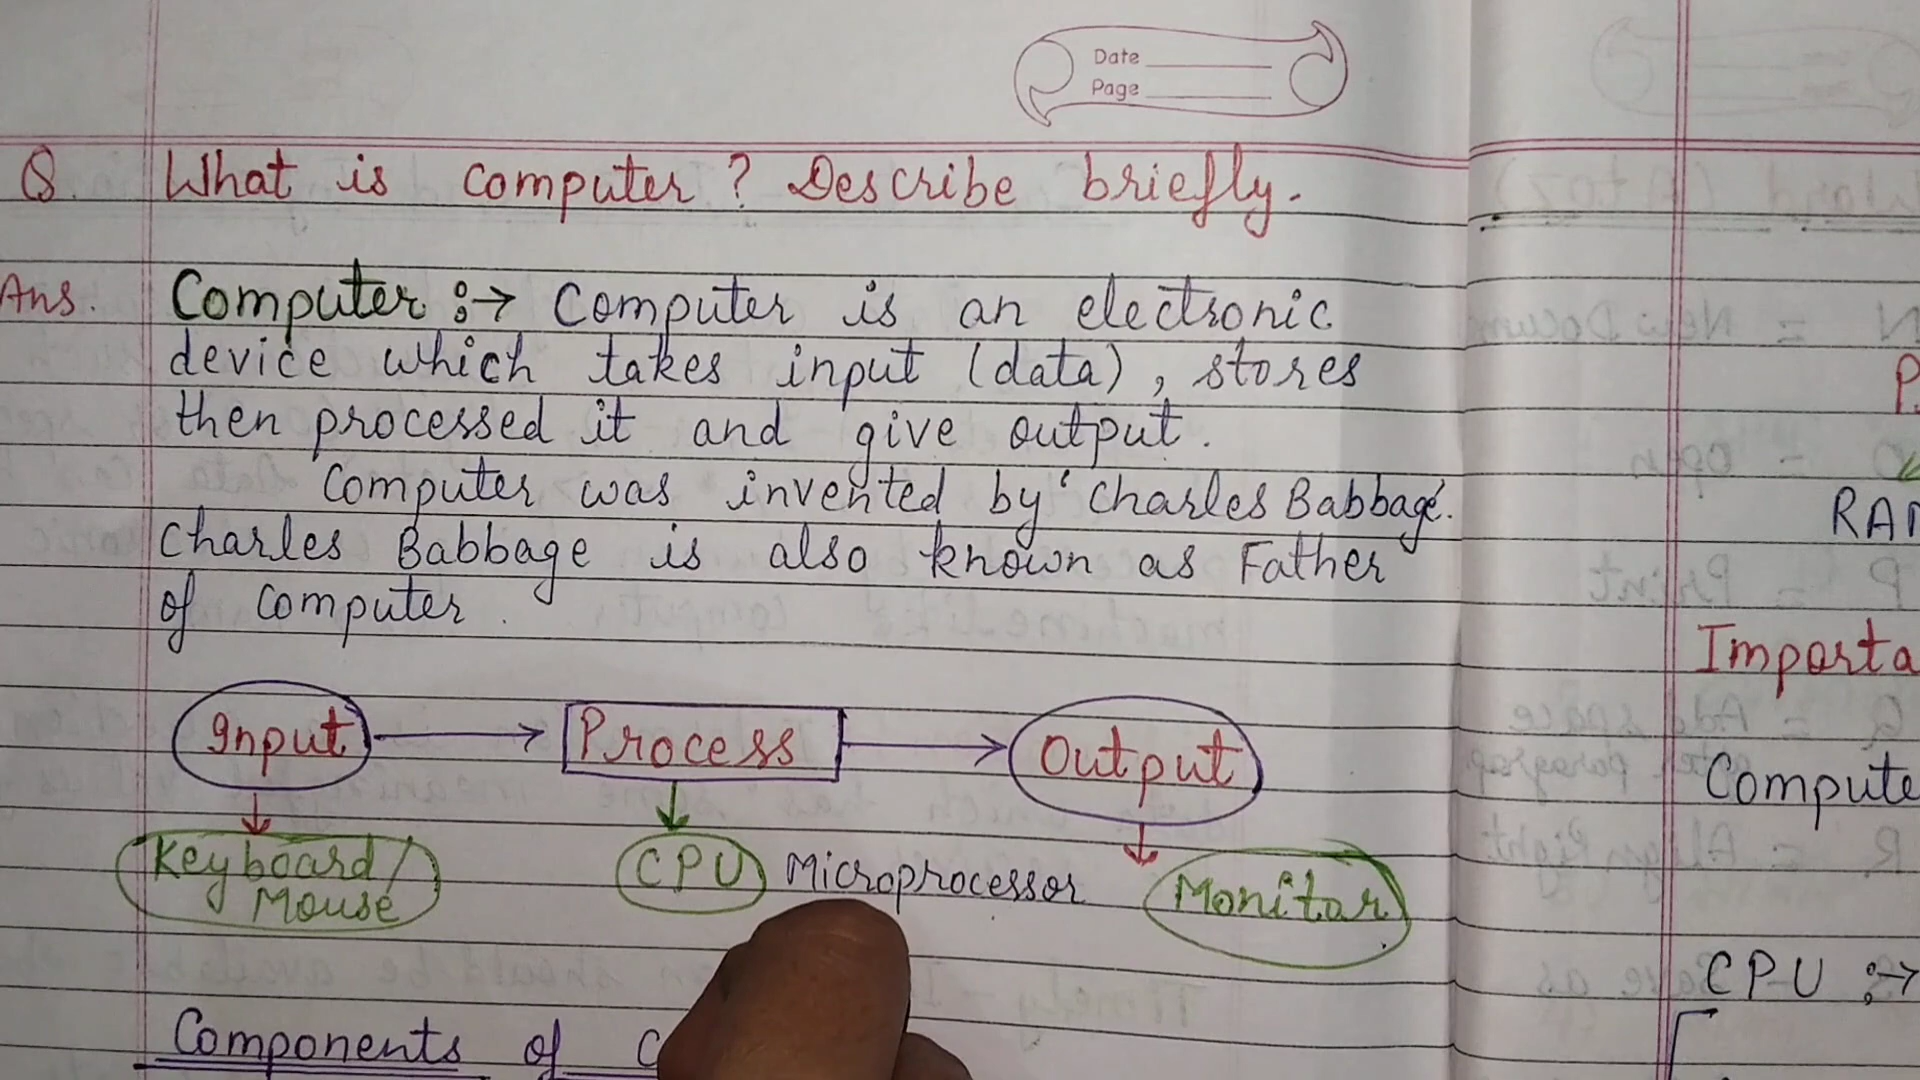 Date
Page
Q. What is computer? Describe briefly.
Ans. Computer :→ Computer is an electronic
device which takes input (data), stores
then processed it and give output.
Computer was invented by 'Charles Babbage'.
Charles Babbage is also known as Father
of computer.
Input → Process → Output
Keyboard/
Mouse
CPU Microprocessor
Monitor
Components of
RAM
Importa
Compute
CPU :→